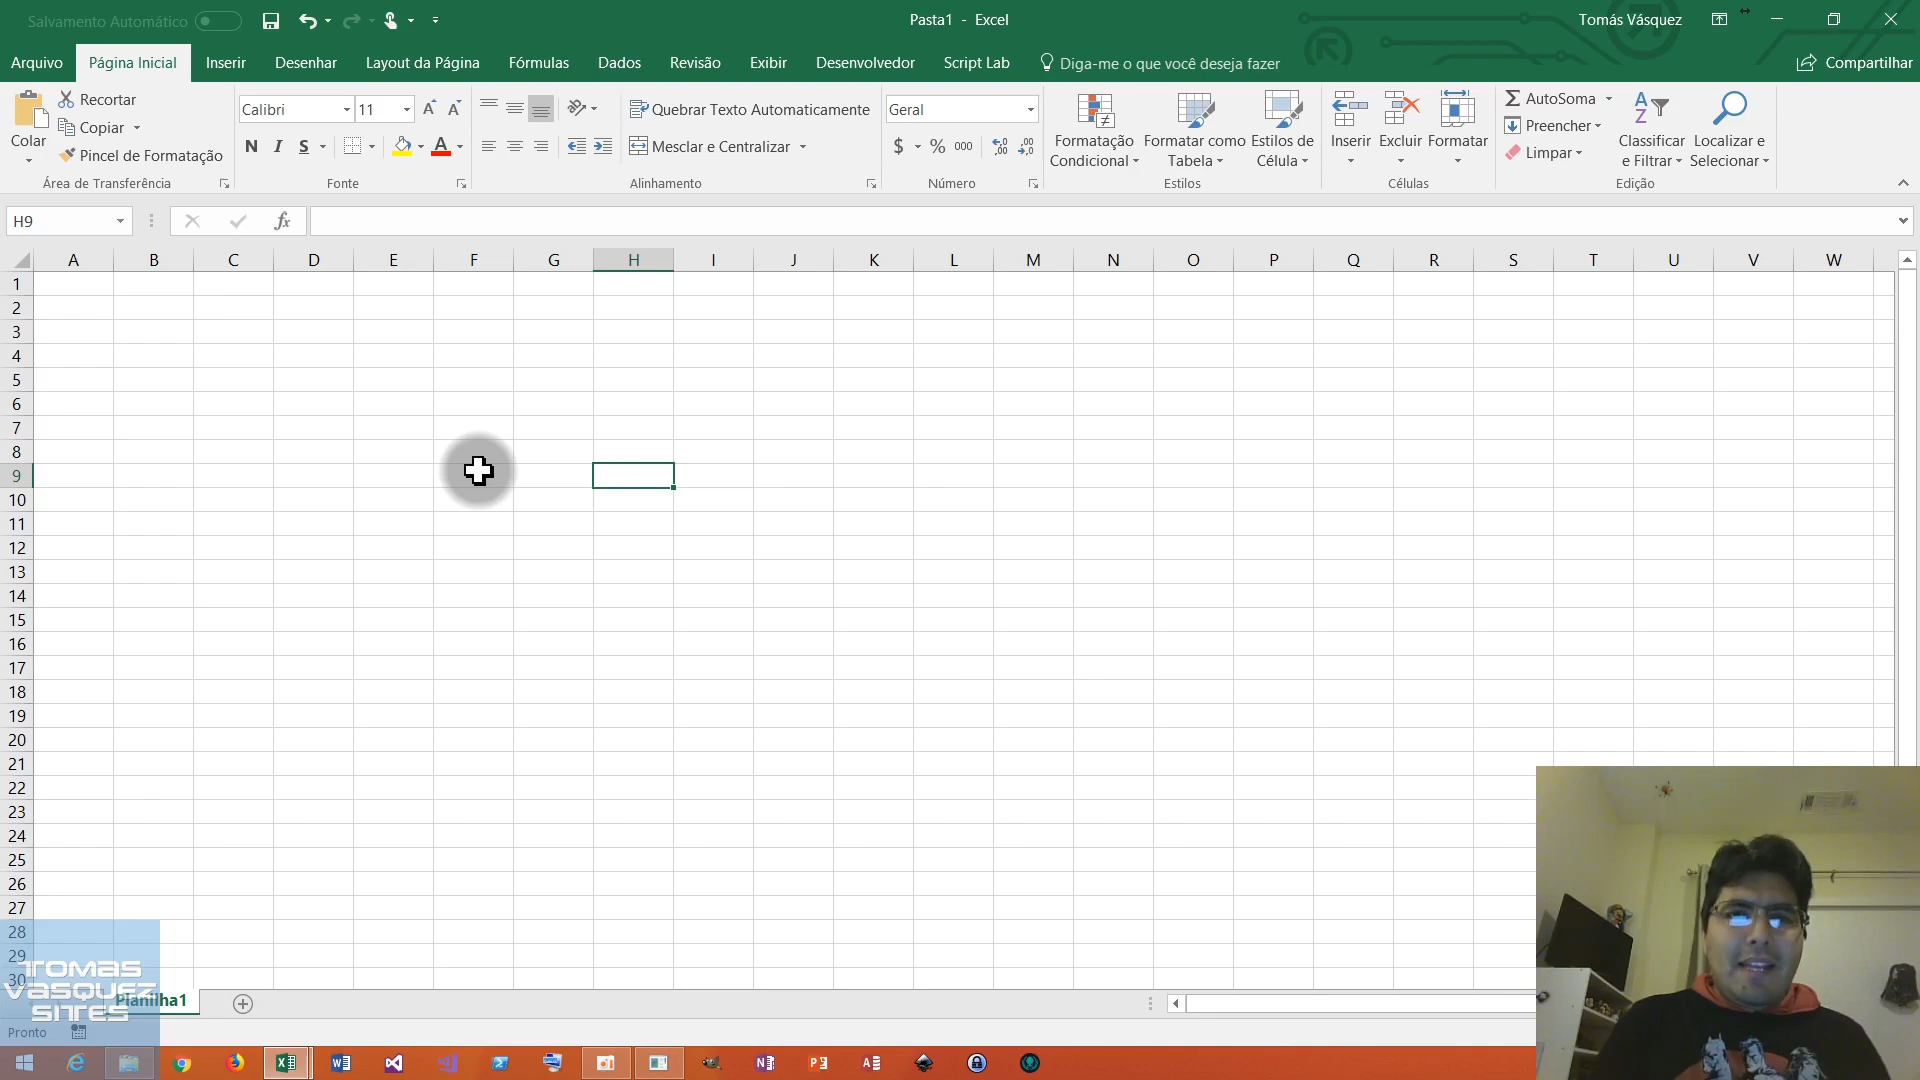 Salvamento Automático
Pasta1 - Excel
Tomás Vásquez
Arquivo
Página Inicial
Inserir
Desenhar
Layout da Página
Fórmulas
Dados
Revisão
Exibir
Desenvolvedor
Script Lab
Diga-me o que você deseja fazer
Compartilhar
Colar
Recortar
Copiar
Pincel de Formatação
Área de Transferência
Calibri
11
N I S
Fonte
Quebrar Texto Automaticamente
Mesclar e Centralizar
Alinhamento
Geral
$ % 000
Número
Formatação
Condicional
Formatar como
Tabela
Estilos de
Célula
Estilos
Inserir
Excluir
Formatar
Células
AutoSoma
Preencher
Limpar
Classificar
e Filtrar
Localizar e
Selecionar
Edição
H9
fx
A B C D E F G H I J K L M N O P Q R S T U V W
1
2
3
4
5
6
7
8
9
10
11
12
13
14
15
16
17
18
19
20
21
22
23
24
25
26
27
28
29
30
TOMAS
VASQUEZ
SITES
Planilha1
Pronto